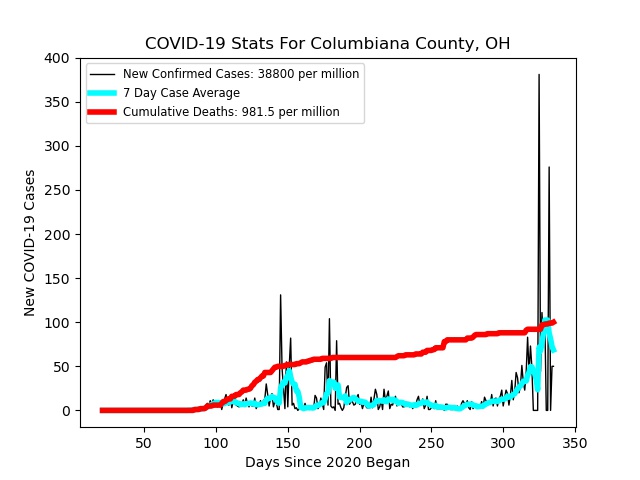 COVID-19 Stats For Columbiana County, OH
New Confirmed Cases: 38800 per million
7 Day Case Average
Cumulative Deaths: 981.5 per million
New COVID-19 Cases
400
350
300
250
200
150
100
50
0
50 100 150 200 250 300 350
Days Since 2020 Began